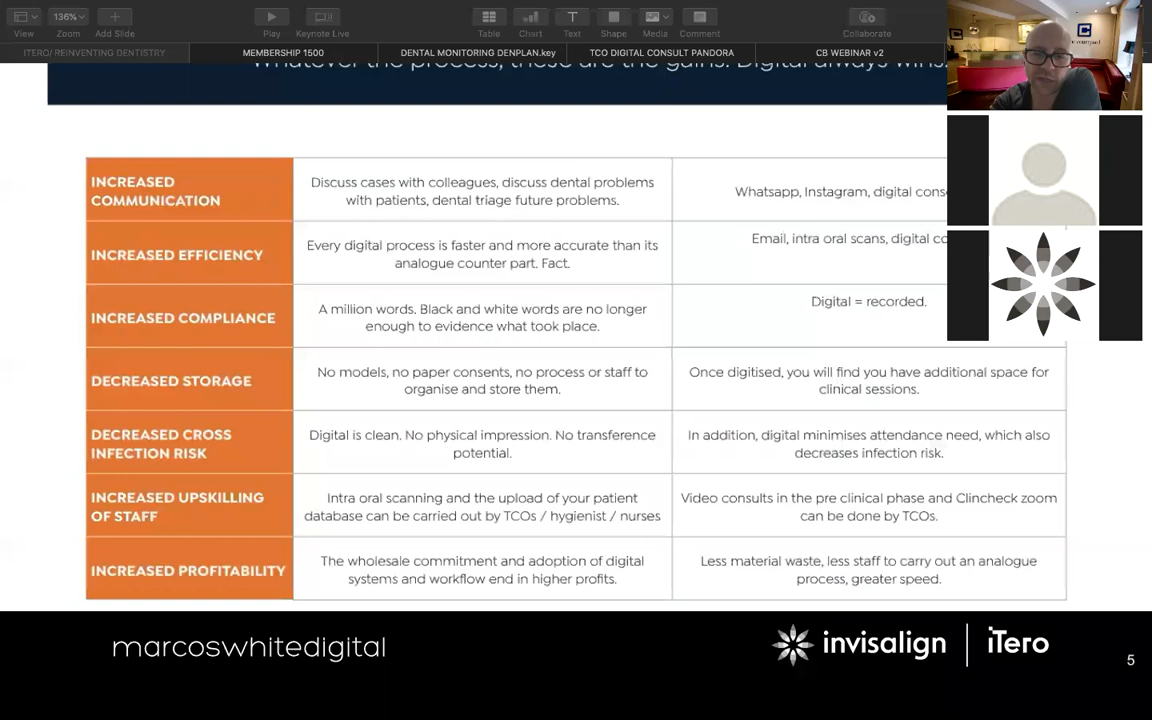 136%
View
Zoom
Add Slide
Play
Keynote Live
Table
Chart
Text
Shape
Media
Comment
Collaborate
ITERO/ REINVENTING DENTISTRY
MEMBERSHIP 1500
DENTAL MONITORING DENPLAN.key
TCO DIGITAL CONSULT PANDORA
CB WEBINAR v2
Whatever the process, these are the gains. Digital always wins.
INCREASED
COMMUNICATION
Discuss cases with colleagues, discuss dental problems
with patients, dental triage future problems.
Whatsapp, Instagram, digital cons
INCREASED EFFICIENCY
Every digital process is faster and more accurate than its
analogue counter part. Fact.
Email, intra oral scans, digital co
INCREASED COMPLIANCE
A million words. Black and white words are no longer
enough to evidence what took place.
Digital = recorded.
DECREASED STORAGE
No models, no paper consents, no process or staff to
organise and store them.
Once digitised, you will find you have additional space for
clinical sessions.
DECREASED CROSS
INFECTION RISK
Digital is clean. No physical impression. No transference
potential.
In addition, digital minimises attendance need, which also
decreases infection risk.
INCREASED UPSKILLING
OF STAFF
Intra oral scanning and the upload of your patient
database can be carried out by TCOs / hygienist / nurses
Video consults in the pre clinical phase and Clincheck zoom
can be done by TCOs.
INCREASED PROFITABILITY
The wholesale commitment and adoption of digital
systems and workflow end in higher profits.
Less material waste, less staff to carry out an analogue
process, greater speed.
marcoswhitedigital
invisalign
iTero
5